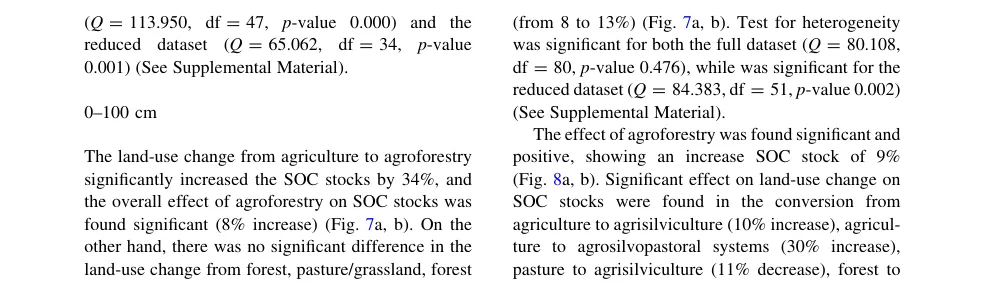 (Q = 113.950, df = 47, p-value 0.000) and the
reduced dataset (Q = 65.062, df = 34, p-value
0.001) (See Supplemental Material).
0–100 cm
The land-use change from agriculture to agroforestry
significantly increased the SOC stocks by 34%, and
the overall effect of agroforestry on SOC stocks was
found significant (8% increase) (Fig. 7a, b). On the
other hand, there was no significant difference in the
land-use change from forest, pasture/grassland, forest
(from 8 to 13%) (Fig. 7a, b). Test for heterogeneity
was significant for both the full dataset (Q = 80.108,
df = 80, p-value 0.476), while was significant for the
reduced dataset (Q = 84.383, df = 51, p-value 0.002)
(See Supplemental Material).
The effect of agroforestry was found significant and
positive, showing an increase SOC stock of 9%
(Fig. 8a, b). Significant effect on land-use change on
SOC stocks were found in the conversion from
agriculture to agrisilviculture (10% increase), agricul-
ture to agrosilvopastoral systems (30% increase),
pasture to agrisilviculture (11% decrease), forest to